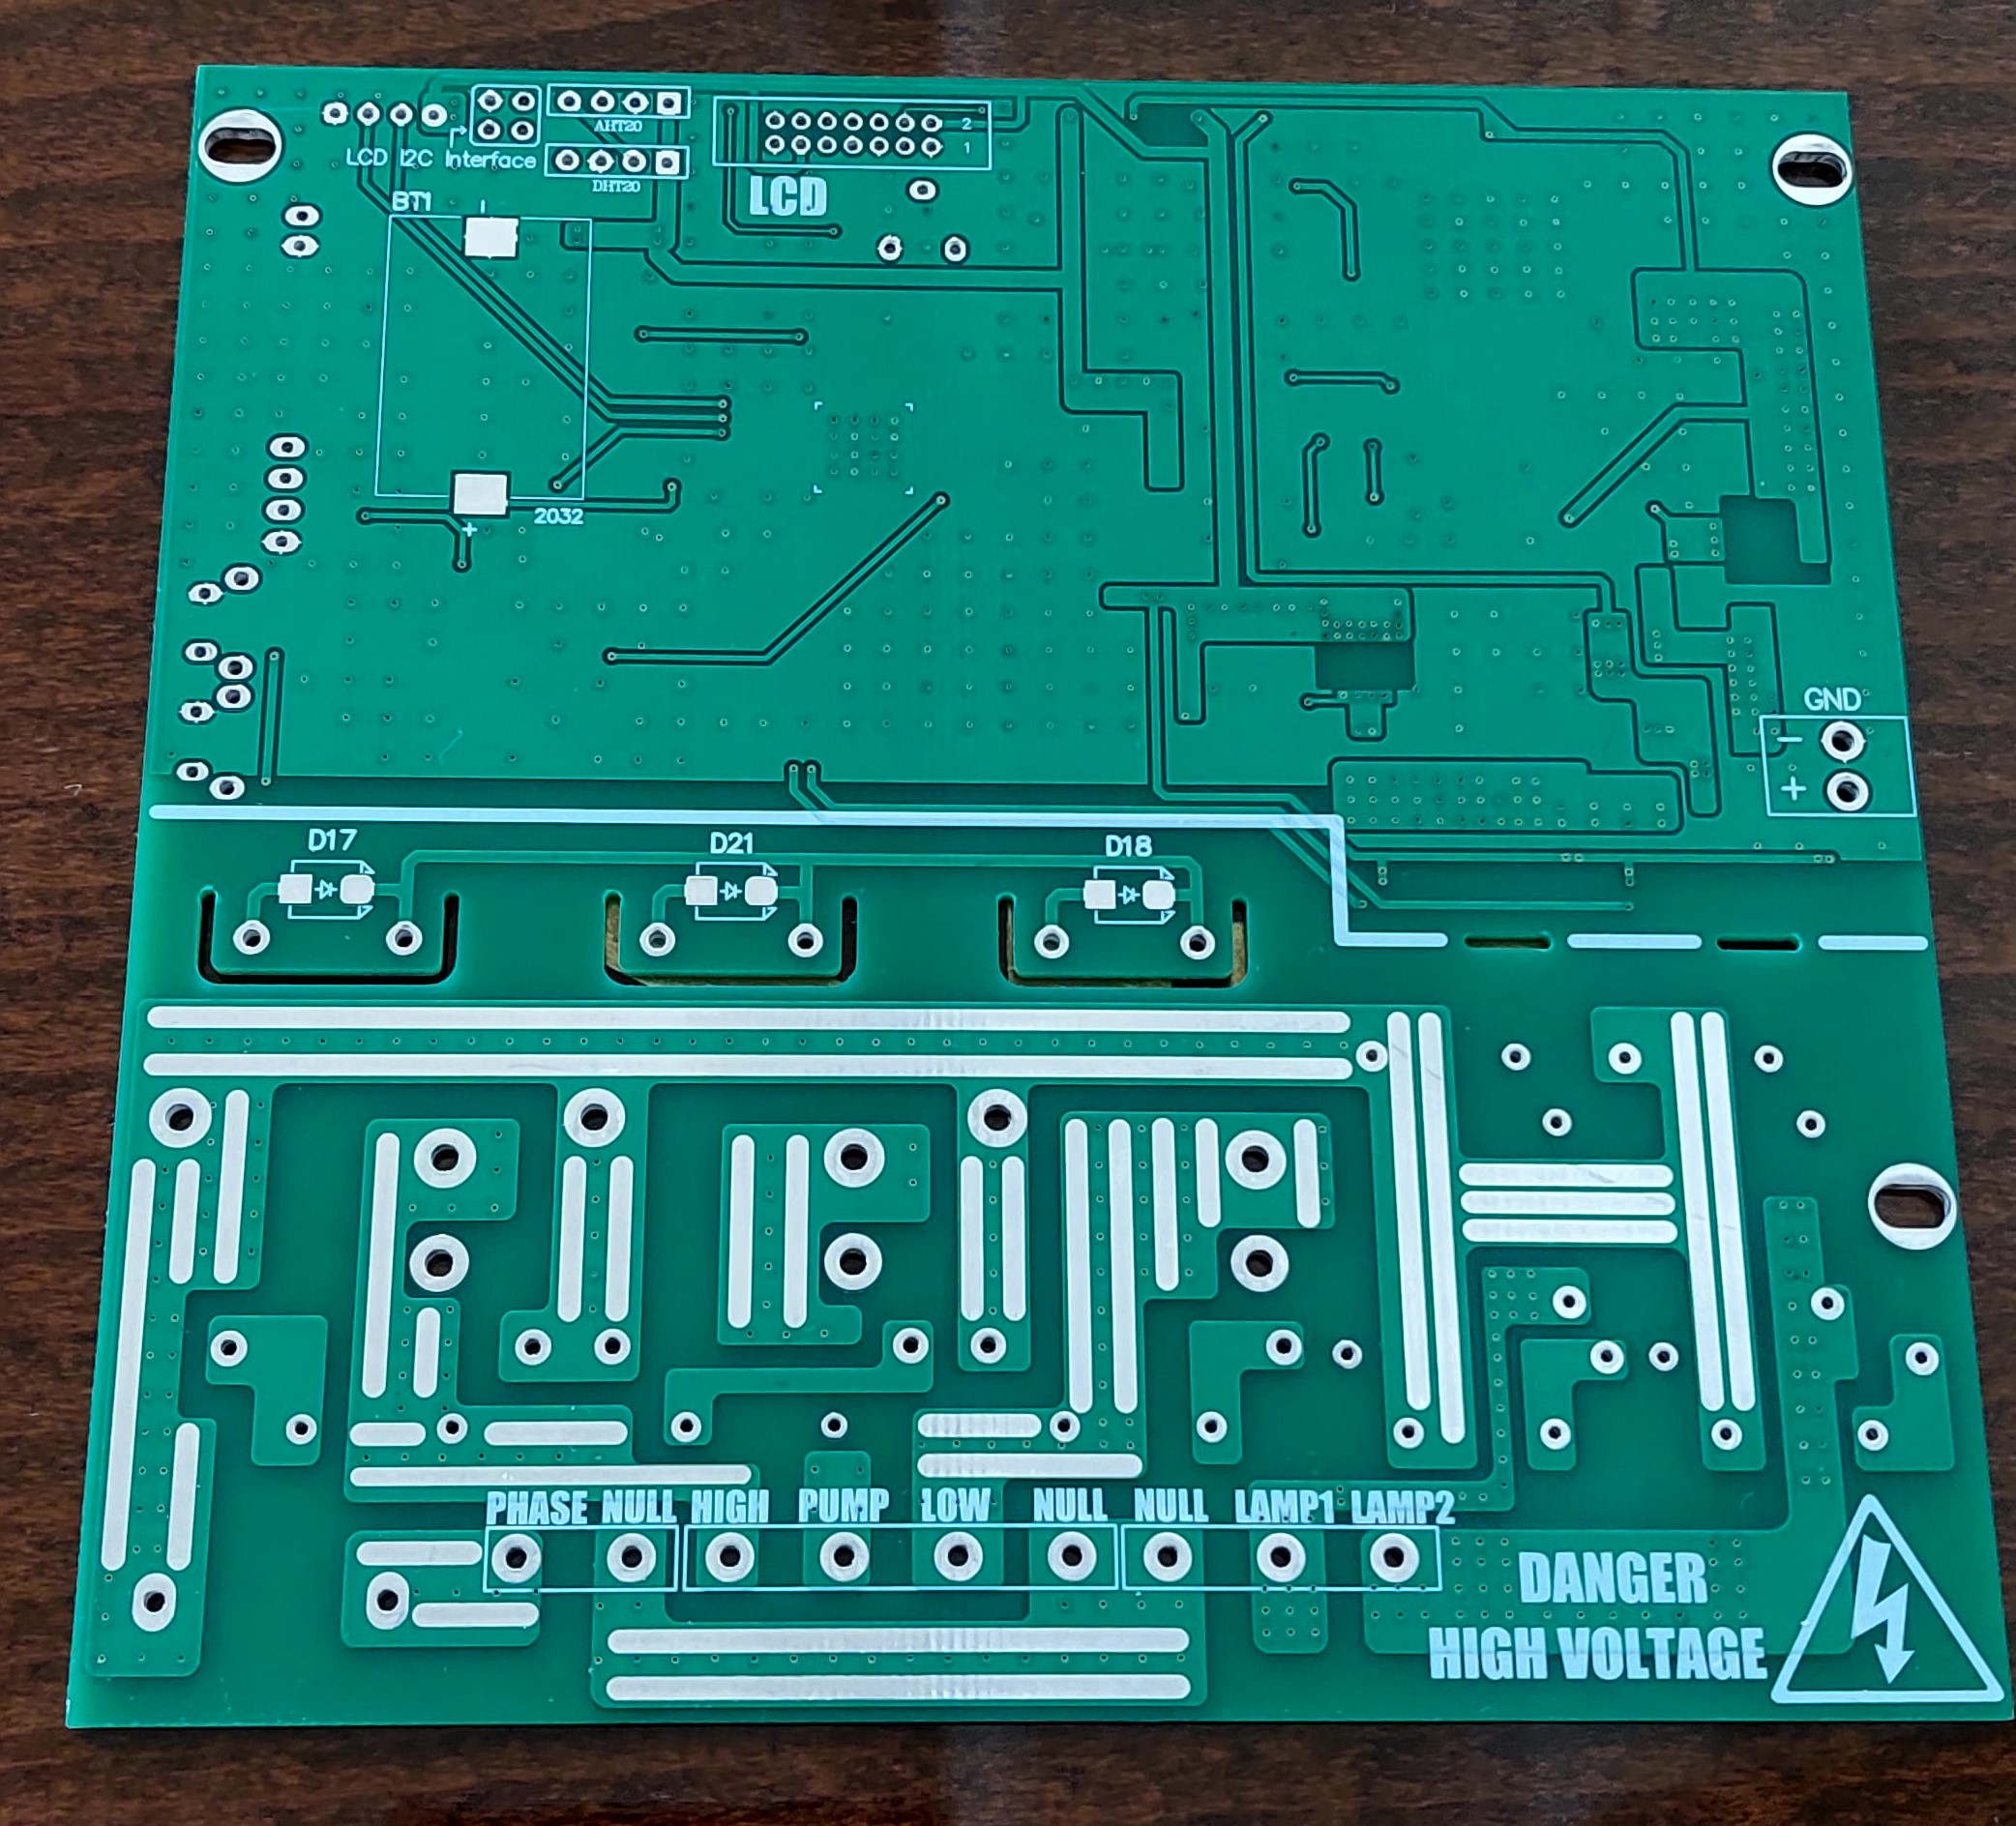 AHT20
2
1
LCD I2C Interface
DHT20
LCD
BT1
-
+
2032
GND
-
+
D17
D21
D18
PHASE NULL HIGH PUMP LOW NULL NULL LAMP1 LAMP2
DANGER
HIGH VOLTAGE